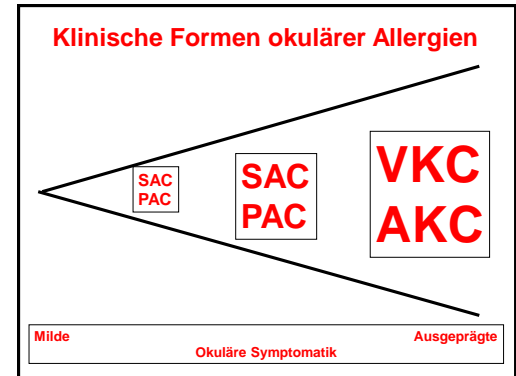 Klinische Formen okulärer Allergien
SAC
PAC
SAC
PAC
VKC
AKC
Milde Ausgeprägte
Okuläre Symptomatik